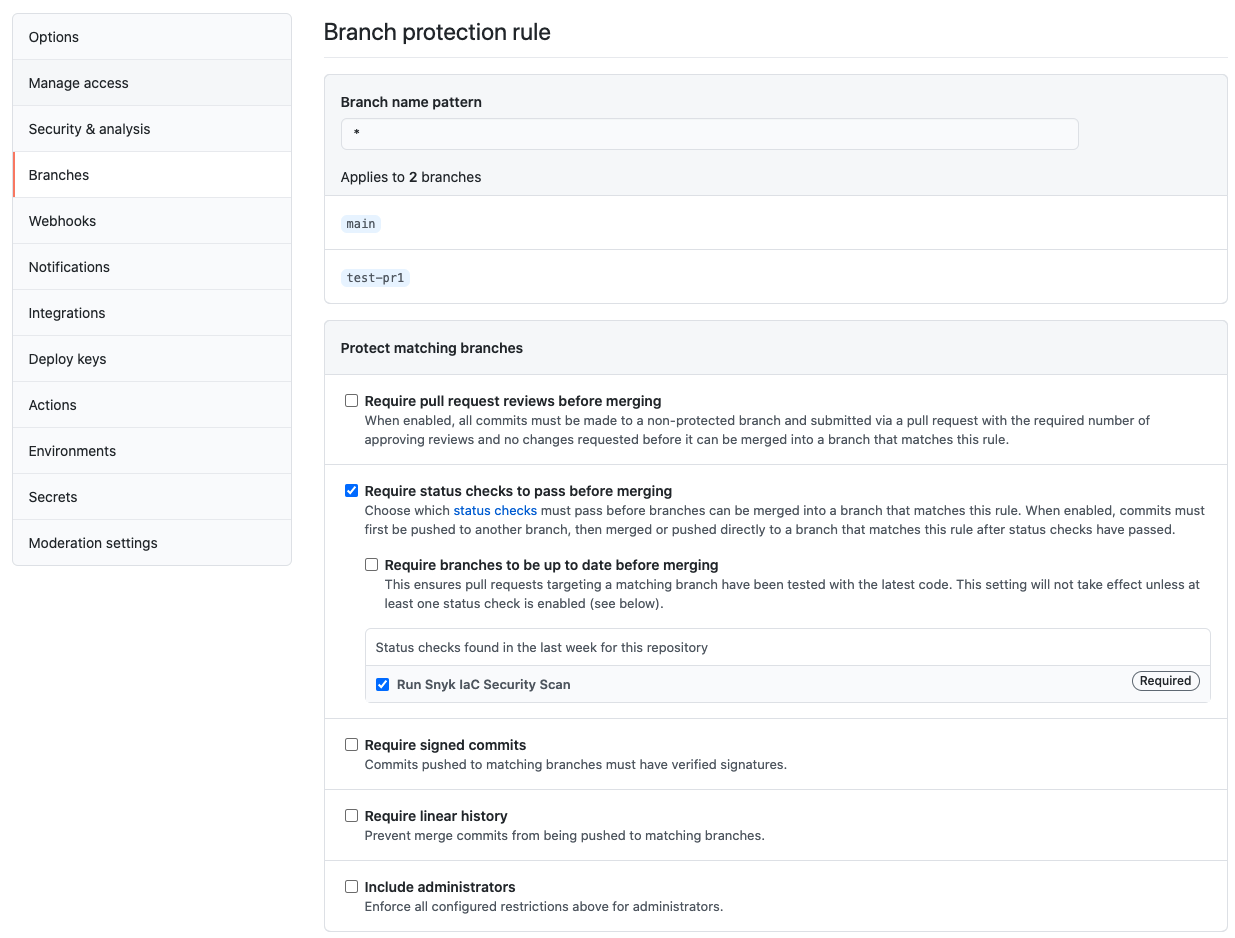 Options
Manage access
Security & analysis
Branches
Webhooks
Notifications
Integrations
Deploy keys
Actions
Environments
Secrets
Moderation settings
Branch protection rule
Branch name pattern
*
Applies to 2 branches
main
test-pr1
Protect matching branches
Require pull request reviews before merging
When enabled, all commits must be made to a non-protected branch and submitted via a pull request with the required number of
approving reviews and no changes requested before it can be merged into a branch that matches this rule.
Require status checks to pass before merging
Choose which status checks must pass before branches can be merged into a branch that matches this rule. When enabled, commits must
first be pushed to another branch, then merged or pushed directly to a branch that matches this rule after status checks have passed.
Require branches to be up to date before merging
This ensures pull requests targeting a matching branch have been tested with the latest code. This setting will not take effect unless at
least one status check is enabled (see below).
Status checks found in the last week for this repository
Run Snyk IaC Security Scan
Required
Require signed commits
Commits pushed to matching branches must have verified signatures.
Require linear history
Prevent merge commits from being pushed to matching branches.
Include administrators
Enforce all configured restrictions above for administrators.